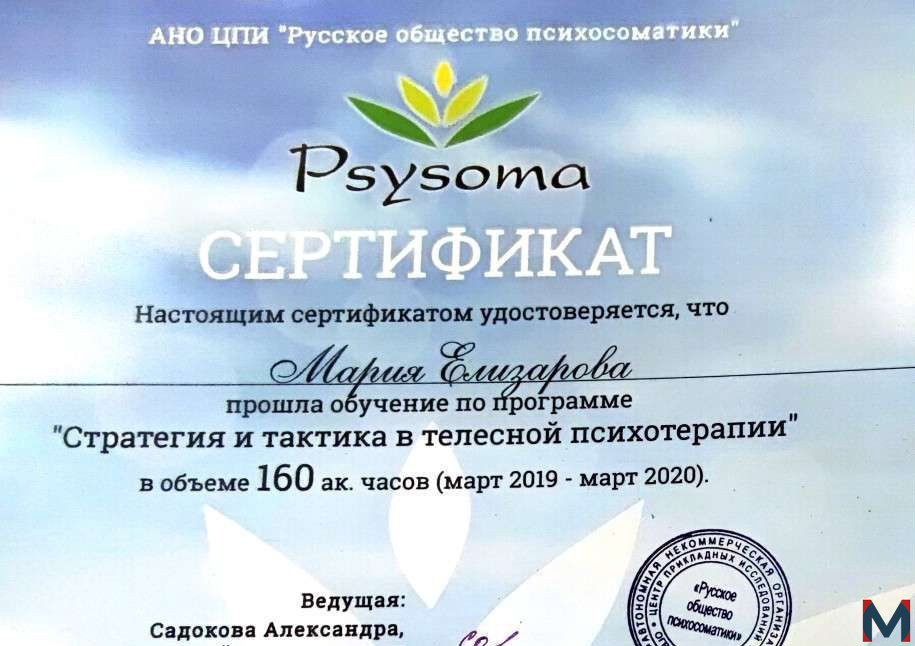 АНО ЦПИ "Русское общество психосоматики"
Psysoma
СЕРТИФИКАТ
Настоящим сертификатом удостоверяется, что
Мария Елизарова
прошла обучение по программе
"Стратегия и тактика в телесной психотерапии"
в объеме 160 ак. часов (март 2019 - март 2020).
Ведущая:
Садокова Александра,
АВТОНОМНАЯ НЕКОММЕРЧЕСКАЯ
ЦЕНТР ПРИКЛАДНЫХ ИССЛЕДОВАНИЙ
«Русское
общество
психосоматики»
M